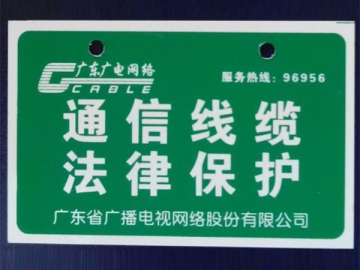 广东广电网络
CABLE
服务热线：96956
通信线缆
法律保护
广东省广播电视网络股份有限公司